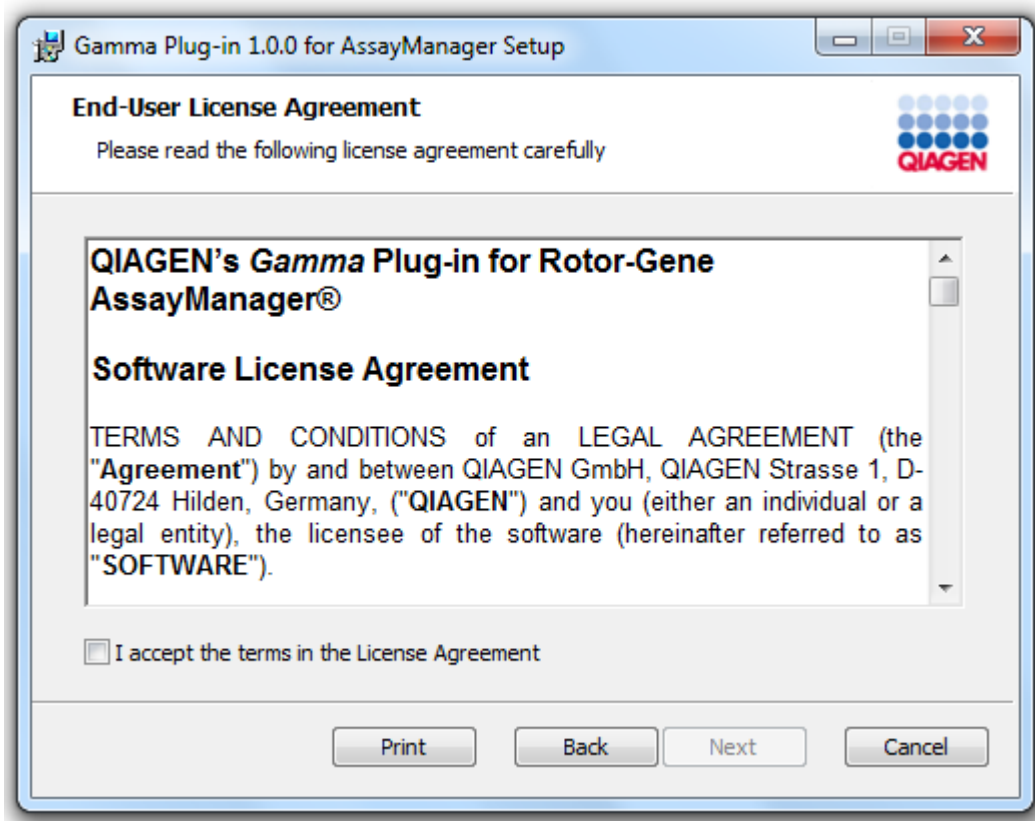 Gamma Plug-in 1.0.0 for AssayManager Setup
End-User License Agreement
Please read the following license agreement carefully
QIAGEN
QIAGEN’s Gamma Plug-in for Rotor-Gene
AssayManager®
Software License Agreement
TERMS AND CONDITIONS of an LEGAL AGREEMENT (the
"Agreement") by and between QIAGEN GmbH, QIAGEN Strasse 1, D-
40724 Hilden, Germany, ("QIAGEN") and you (either an individual or a
legal entity), the licensee of the software (hereinafter referred to as
"SOFTWARE").
I accept the terms in the License Agreement
Print Back Next Cancel